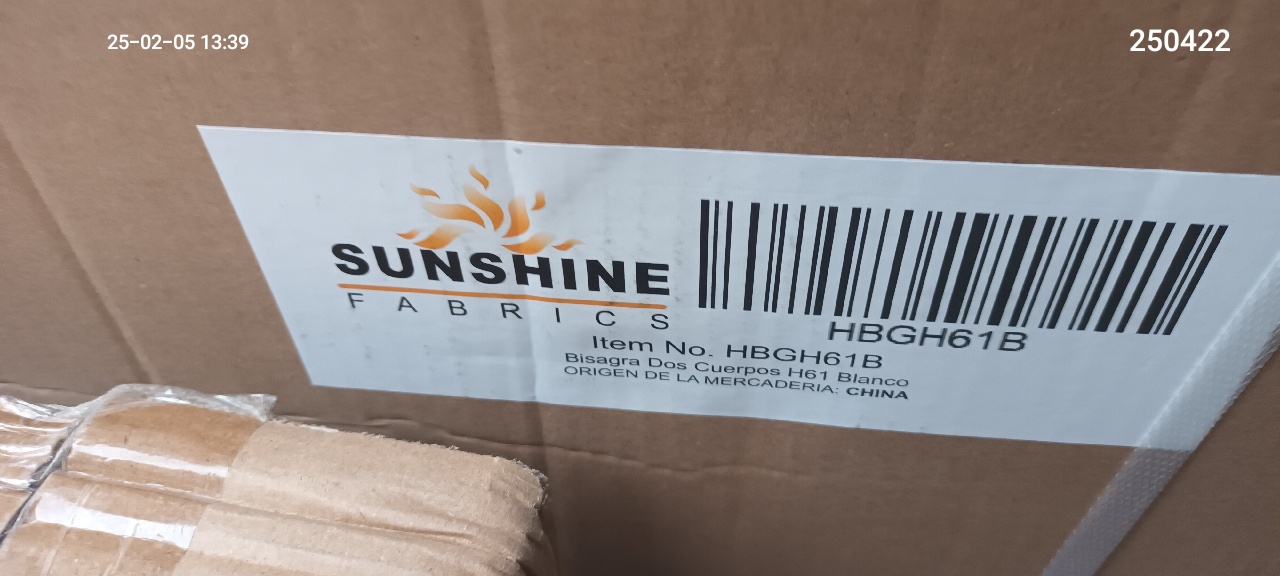 25-02-05 13:39
250422
SUNSHINE
FABRICS
HBGH61B
Item No. HBGH61B
Bisagra Dos Cuerpos H61 Blanco
ORIGEN DE LA MERCADERIA: CHINA